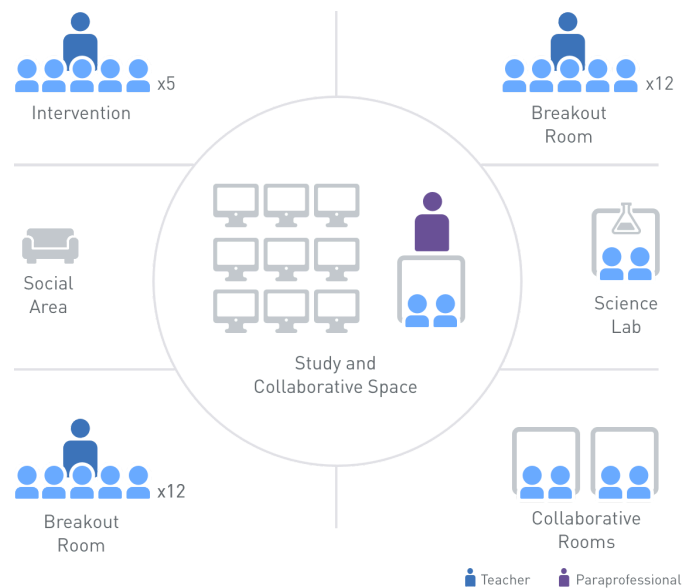 x5
Intervention
x12
Breakout
Room
Social
Area
Science
Lab
Study and
Collaborative Space
x12
Breakout
Room
Collaborative
Rooms
Teacher
Paraprofessional